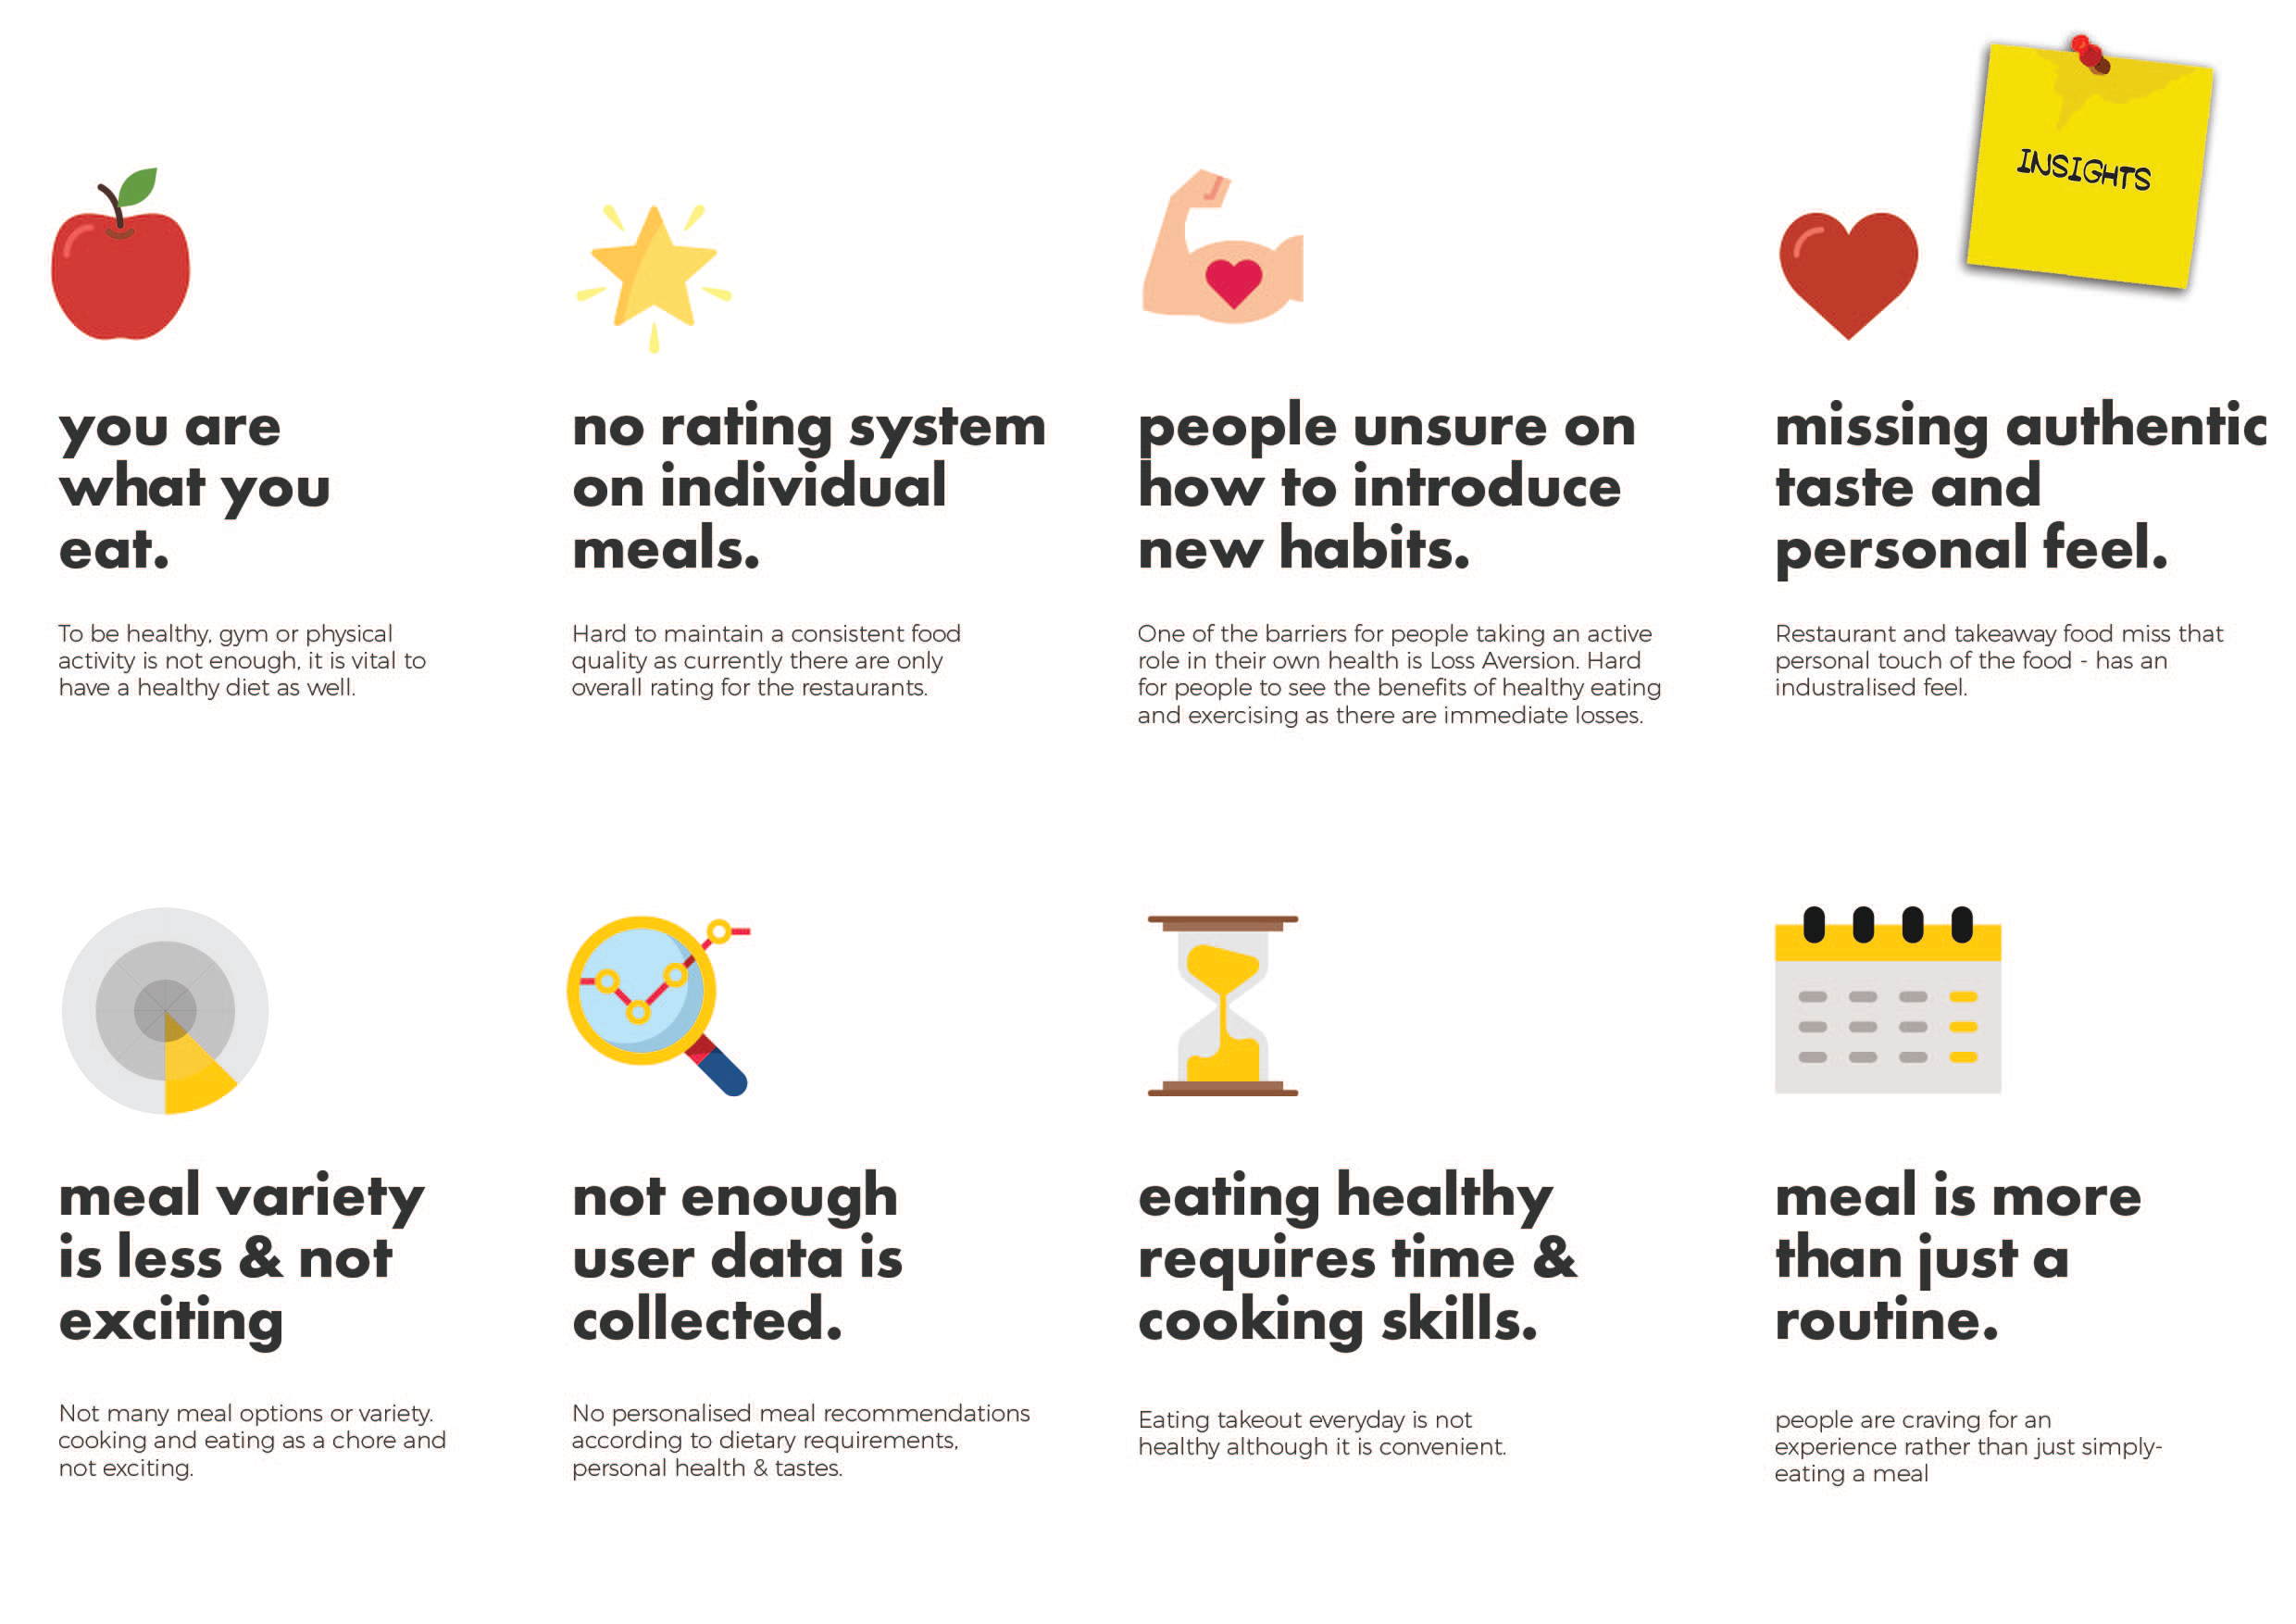 INSIGHTS
you are
what you
eat.
To be healthy, gym or physical
activity is not enough, it is vital to
have a healthy diet as well.
no rating system
on individual
meals.
Hard to maintain a consistent food
quality as currently there are only
overall rating for the restaurants.
people unsure on
how to introduce
new habits.
One of the barriers for people taking an active
role in their own health is Loss Aversion. Hard
for people to see the benefits of healthy eating
and exercising as there are immediate losses.
missing authentic
taste and
personal feel.
Restaurant and takeaway food miss that
personal touch of the food - has an
industralised feel.
meal variety
is less & not
exciting
Not many meal options or variety.
cooking and eating as a chore and
not exciting.
not enough
user data is
collected.
No personalised meal recommendations
according to dietary requirements,
personal health & tastes.
eating healthy
requires time &
cooking skills.
Eating takeout everyday is not
healthy although it is convenient.
meal is more
than just a
routine.
people are craving for an
experience rather than just simply-
eating a meal